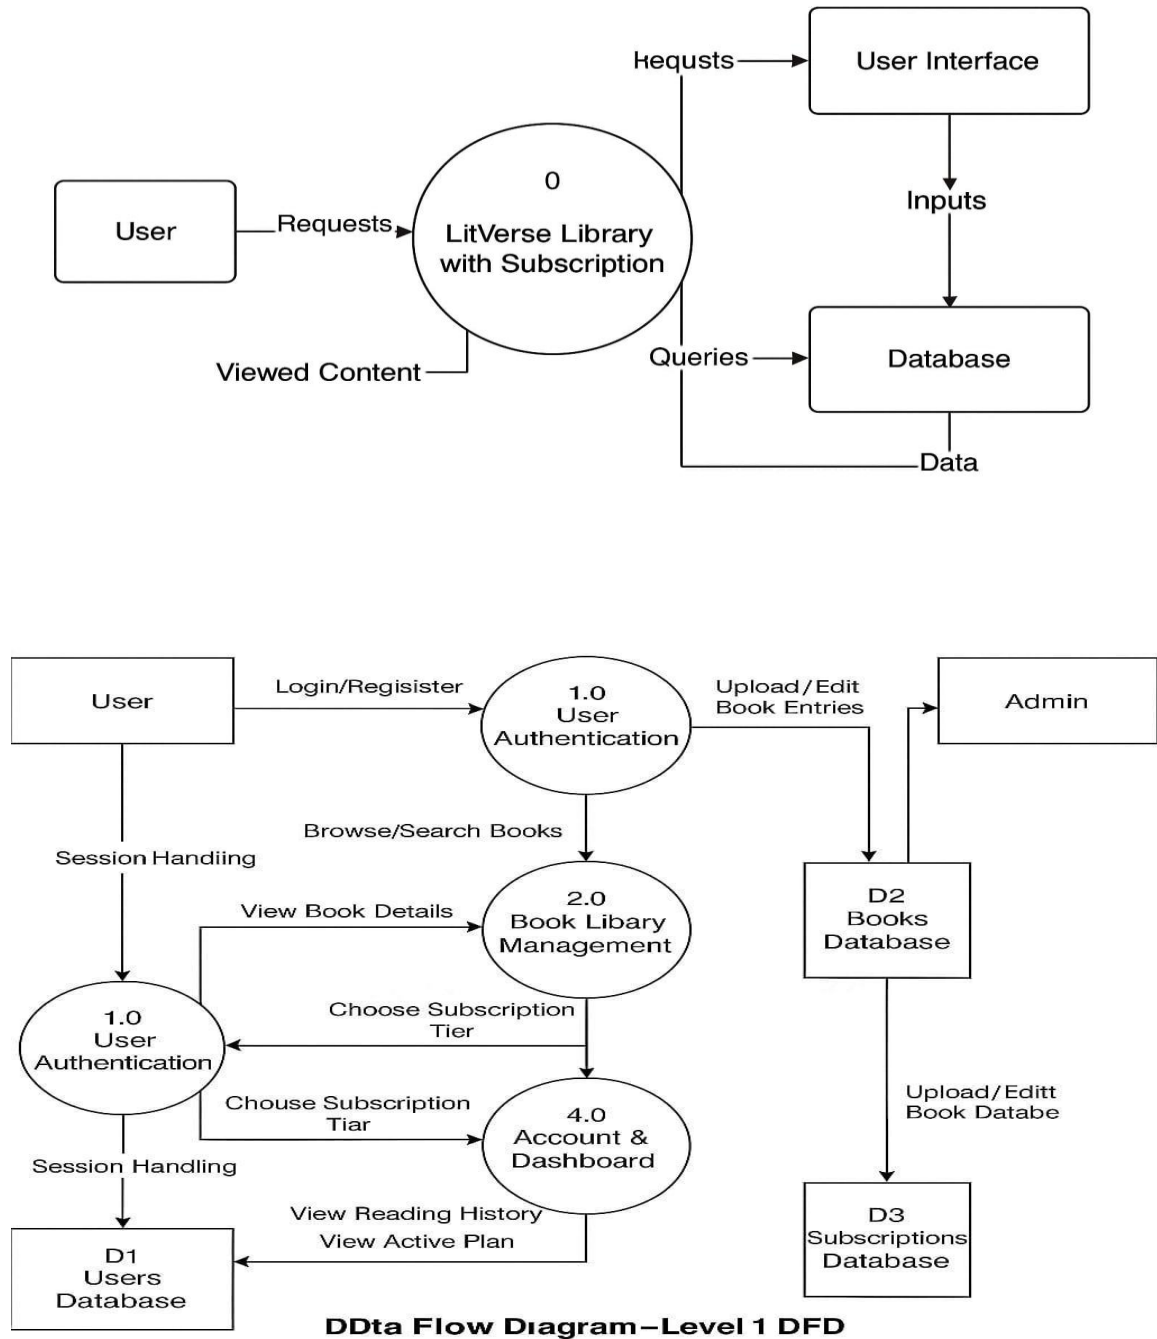 Requsts
User Interface
0
LitVerse Library
with Subscription
User
Requests
Inputs
Viewed Content
Queries
Database
Data
User
Login/Regisister
1.0
User
Authentication
Upload/Edit
Book Entries
Admin
Session Handiing
Browse/Search Books
View Book Details
2.0
Book Libary
Management
D2
Books
Database
1.0
User
Authentication
Choose Subscription
Tier
Chouse Subscription
Tiar
4.0
Account &
Dashboard
Upload/Editt
Book Databe
Session Handling
View Reading History
View Active Plan
D1
Users
Database
D3
Subscriptions
Database
DDta Flow Diagram–Level 1 DFD